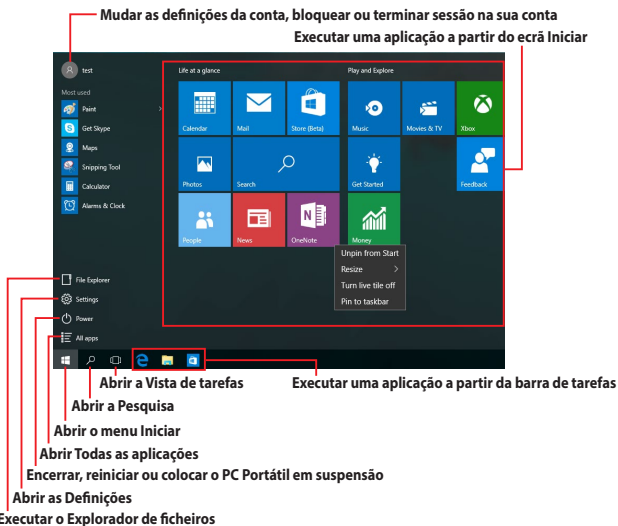 Mudar as definições da conta, bloquear ou terminar sessão na sua conta
Executar uma aplicação a partir do ecrã Iniciar
test
Most used
Paint
Get Skype
Maps
Snipping Tool
Calculator
Alarms & Clock
File Explorer
Settings
Power
All apps
Life at a glance
Play and Explore
Calendar
Mail
Store (Beta)
Music
Movies & TV
Xbox
Photos
Search
Get Started
Feedback
People
News
OneNote
Money
Unpin from Start
Resize
Turn live tile off
Pin to taskbar
Abrir a Vista de tarefas
Executar uma aplicação a partir da barra de tarefas
Abrir a Pesquisa
Abrir o menu Iniciar
Abrir Todas as aplicações
Encerrar, reiniciar ou colocar o PC Portátil em suspensão
Abrir as Definições
Executar o Explorador de ficheiros